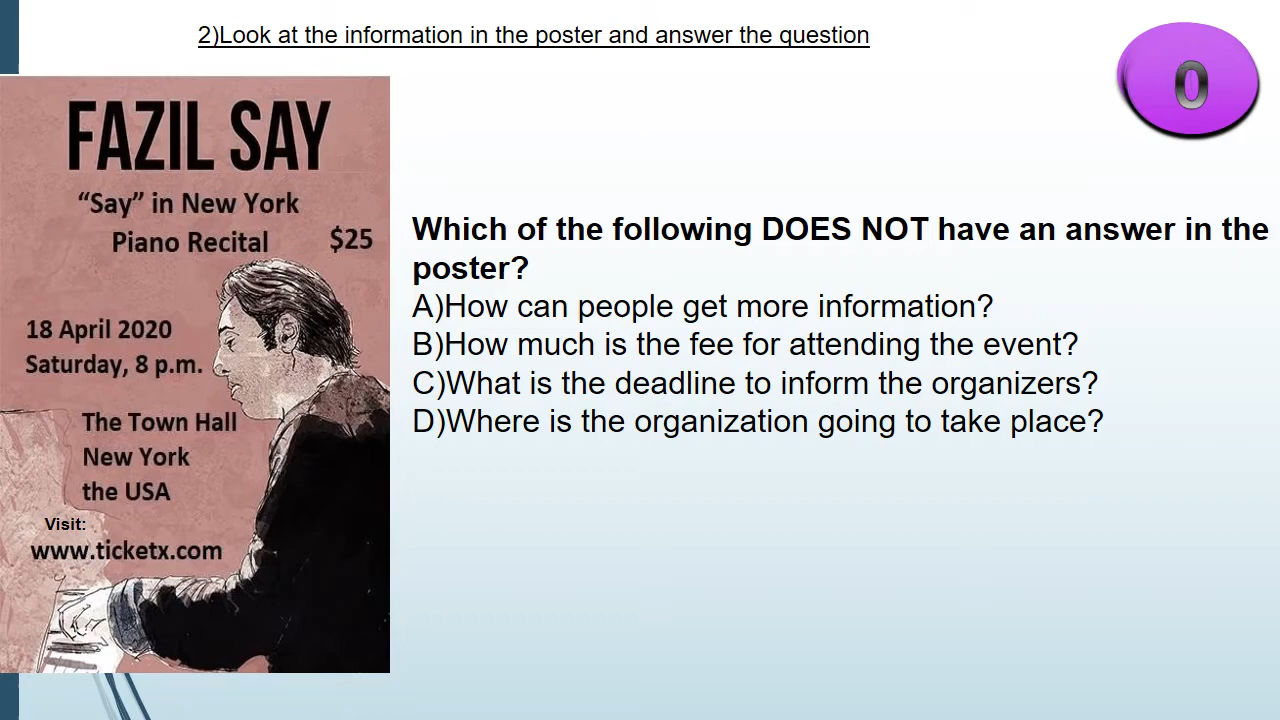 2)Look at the information in the poster and answer the question
0
FAZIL SAY
“Say” in New York
Piano Recital
$25
18 April 2020
Saturday, 8 p.m.
The Town Hall
New York
the USA
Visit:
www.ticketx.com
Which of the following DOES NOT have an answer in the
poster?
A)How can people get more information?
B)How much is the fee for attending the event?
C)What is the deadline to inform the organizers?
D)Where is the organization going to take place?